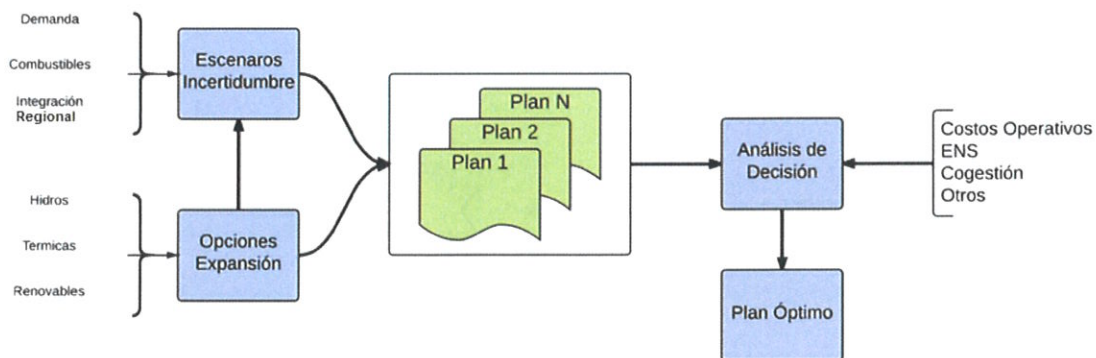 Demanda
Combustibles
Integración
Regional
Escenaros
Incertidumbre
Hidros
Termicas
Renovables
Opciones
Expansión
Plan N
Plan 2
Plan 1
Análisis de
Decisión
Costos Operativos
ENS
Cogestión
Otros
Plan Óptimo